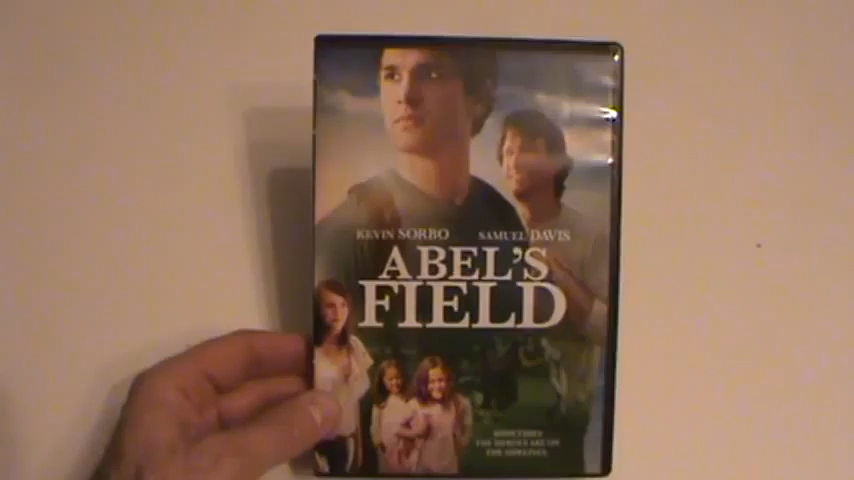 KEVIN SORBO SAMUEL DAVIS
ABEL'S
FIELD
SOMETIMES
THE HEROES ARE ON
THE SIDELINES